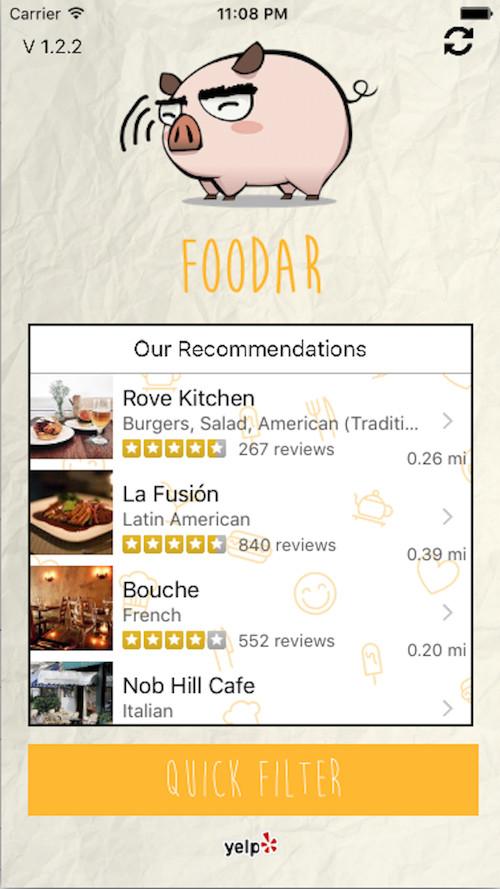 Carrier 11:08 PM
V 1.2.2
FOODAR
Our Recommendations
Rove Kitchen
Burgers, Salad, American (Traditi...
267 reviews
0.26 mi
La Fusión
Latin American
840 reviews
0.39 mi
Bouche
French
552 reviews
0.20 mi
Nob Hill Cafe
Italian
QUICK FILTER
yelp